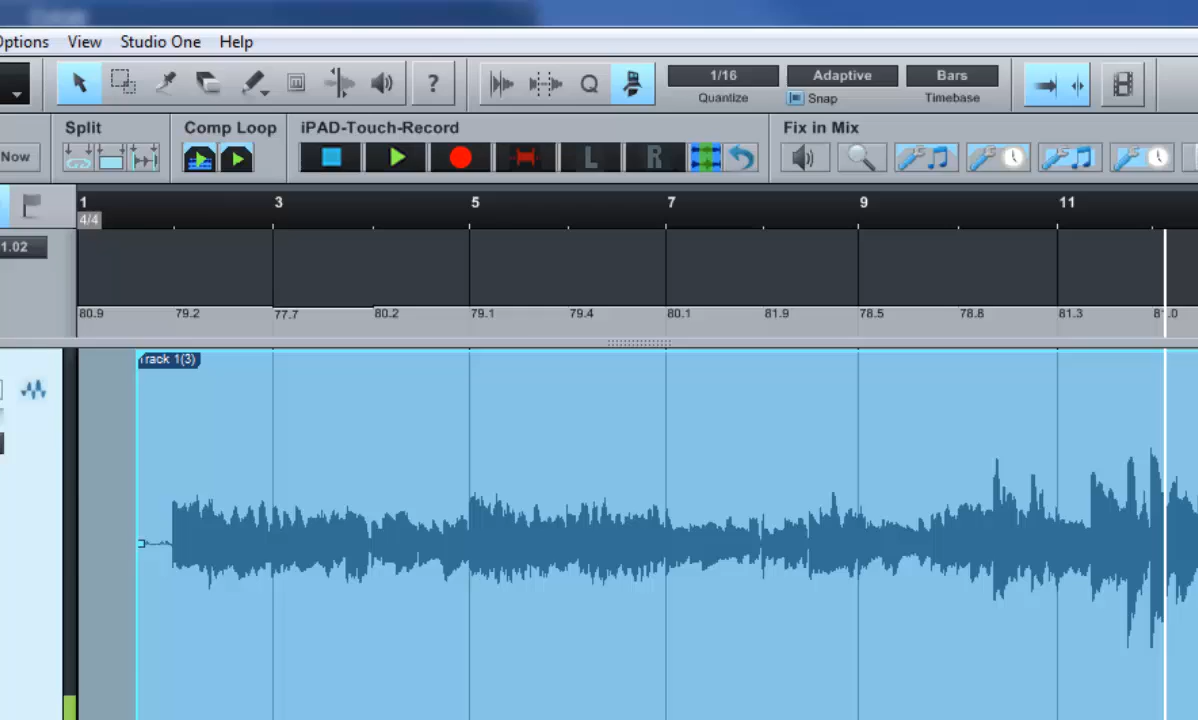 Options View Studio One Help
? Q 1/16 Adaptive Bars
Quantize Snap Timebase
Split Comp Loop iPAD-Touch-Record Fix in Mix
Now L R
1 3 5 7 9 11
4/4
1.02
80.9 79.2 77.7 80.2 79.1 79.4 80.1 81.9 78.5 78.8 81.3
Track 1(3)